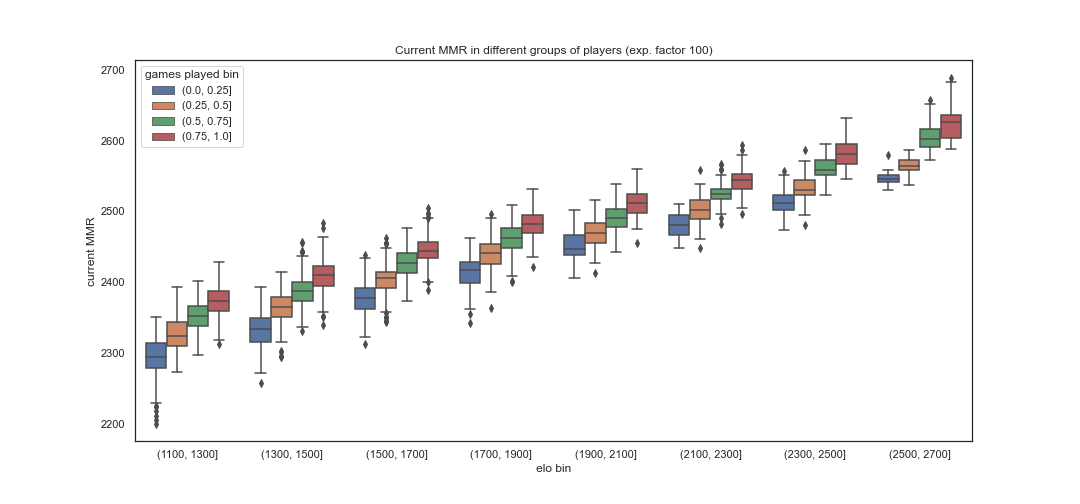 Current MMR in different groups of players (exp. factor 100)
games played bin
(0.0, 0.25]
(0.25, 0.5]
(0.5, 0.75]
(0.75, 1.0]
current MMR
2700
2600
2500
2400
2300
2200
(1100, 1300] (1300, 1500] (1500, 1700] (1700, 1900] (1900, 2100] (2100, 2300] (2300, 2500] (2500, 2700]
elo bin